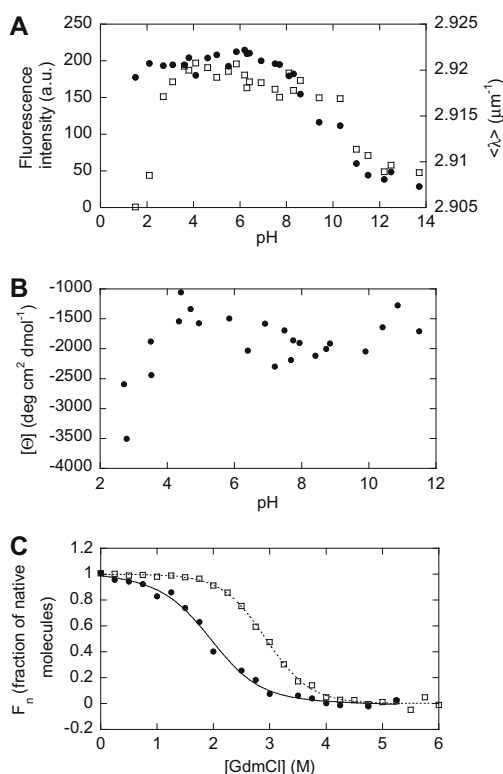 A
Fluorescence
intensity (a.u.)
250
200
150
100
50
0
2.925
2.92
2.915
2.91
2.905
<λ> (μm⁻¹)
0 2 4 6 8 10 12 14
pH
B
[Θ] (deg cm² dmol⁻¹)
-1000
-1500
-2000
-2500
-3000
-3500
-4000
2 4 6 8 10 12
pH
C
Fₙ (fraction of native
molecules)
1.2
1
0.8
0.6
0.4
0.2
0
-0.2
0 1 2 3 4 5 6
[GdmCl] (M)